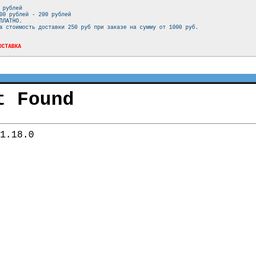 рублей
00 рублей - 200 рублей
ПЛАТНО.
а стоимость доставки 250 руб при заказе на сумму от 1000 руб.
ОСТАВКА
t Found
1.18.0